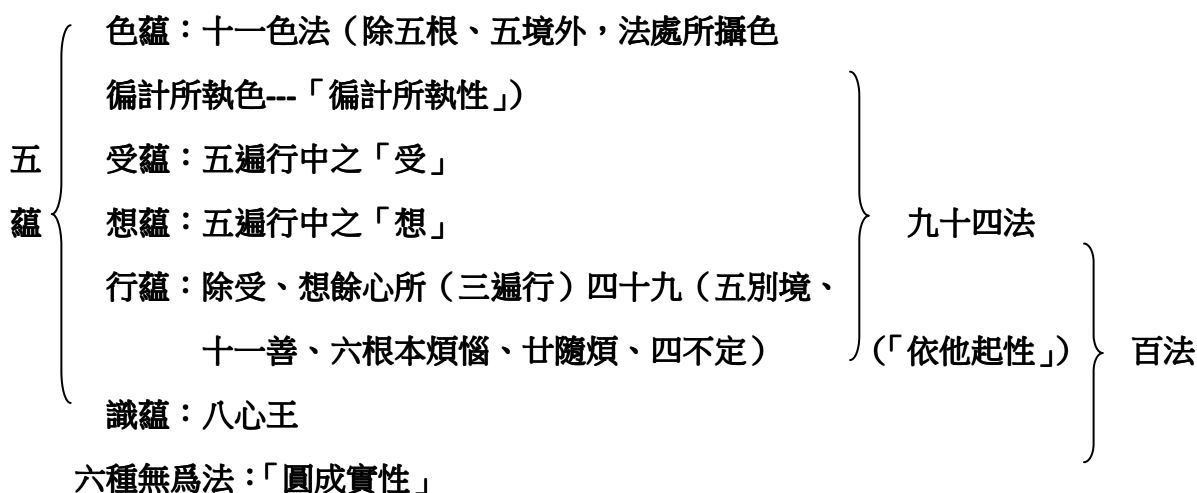 色蘊：十一色法（除五根、五境外，法處所攝色
徧計所執色---「徧計所執性」）
五 受蘊：五遍行中之「受」
蘊 想蘊：五遍行中之「想」 九十四法
行蘊：除受、想餘心所（三遍行）四十九（五別境、
十一善、六根本煩惱、廿隨煩、四不定） （「依他起性」） 百法
識蘊：八心王
六種無爲法：「圓成實性」